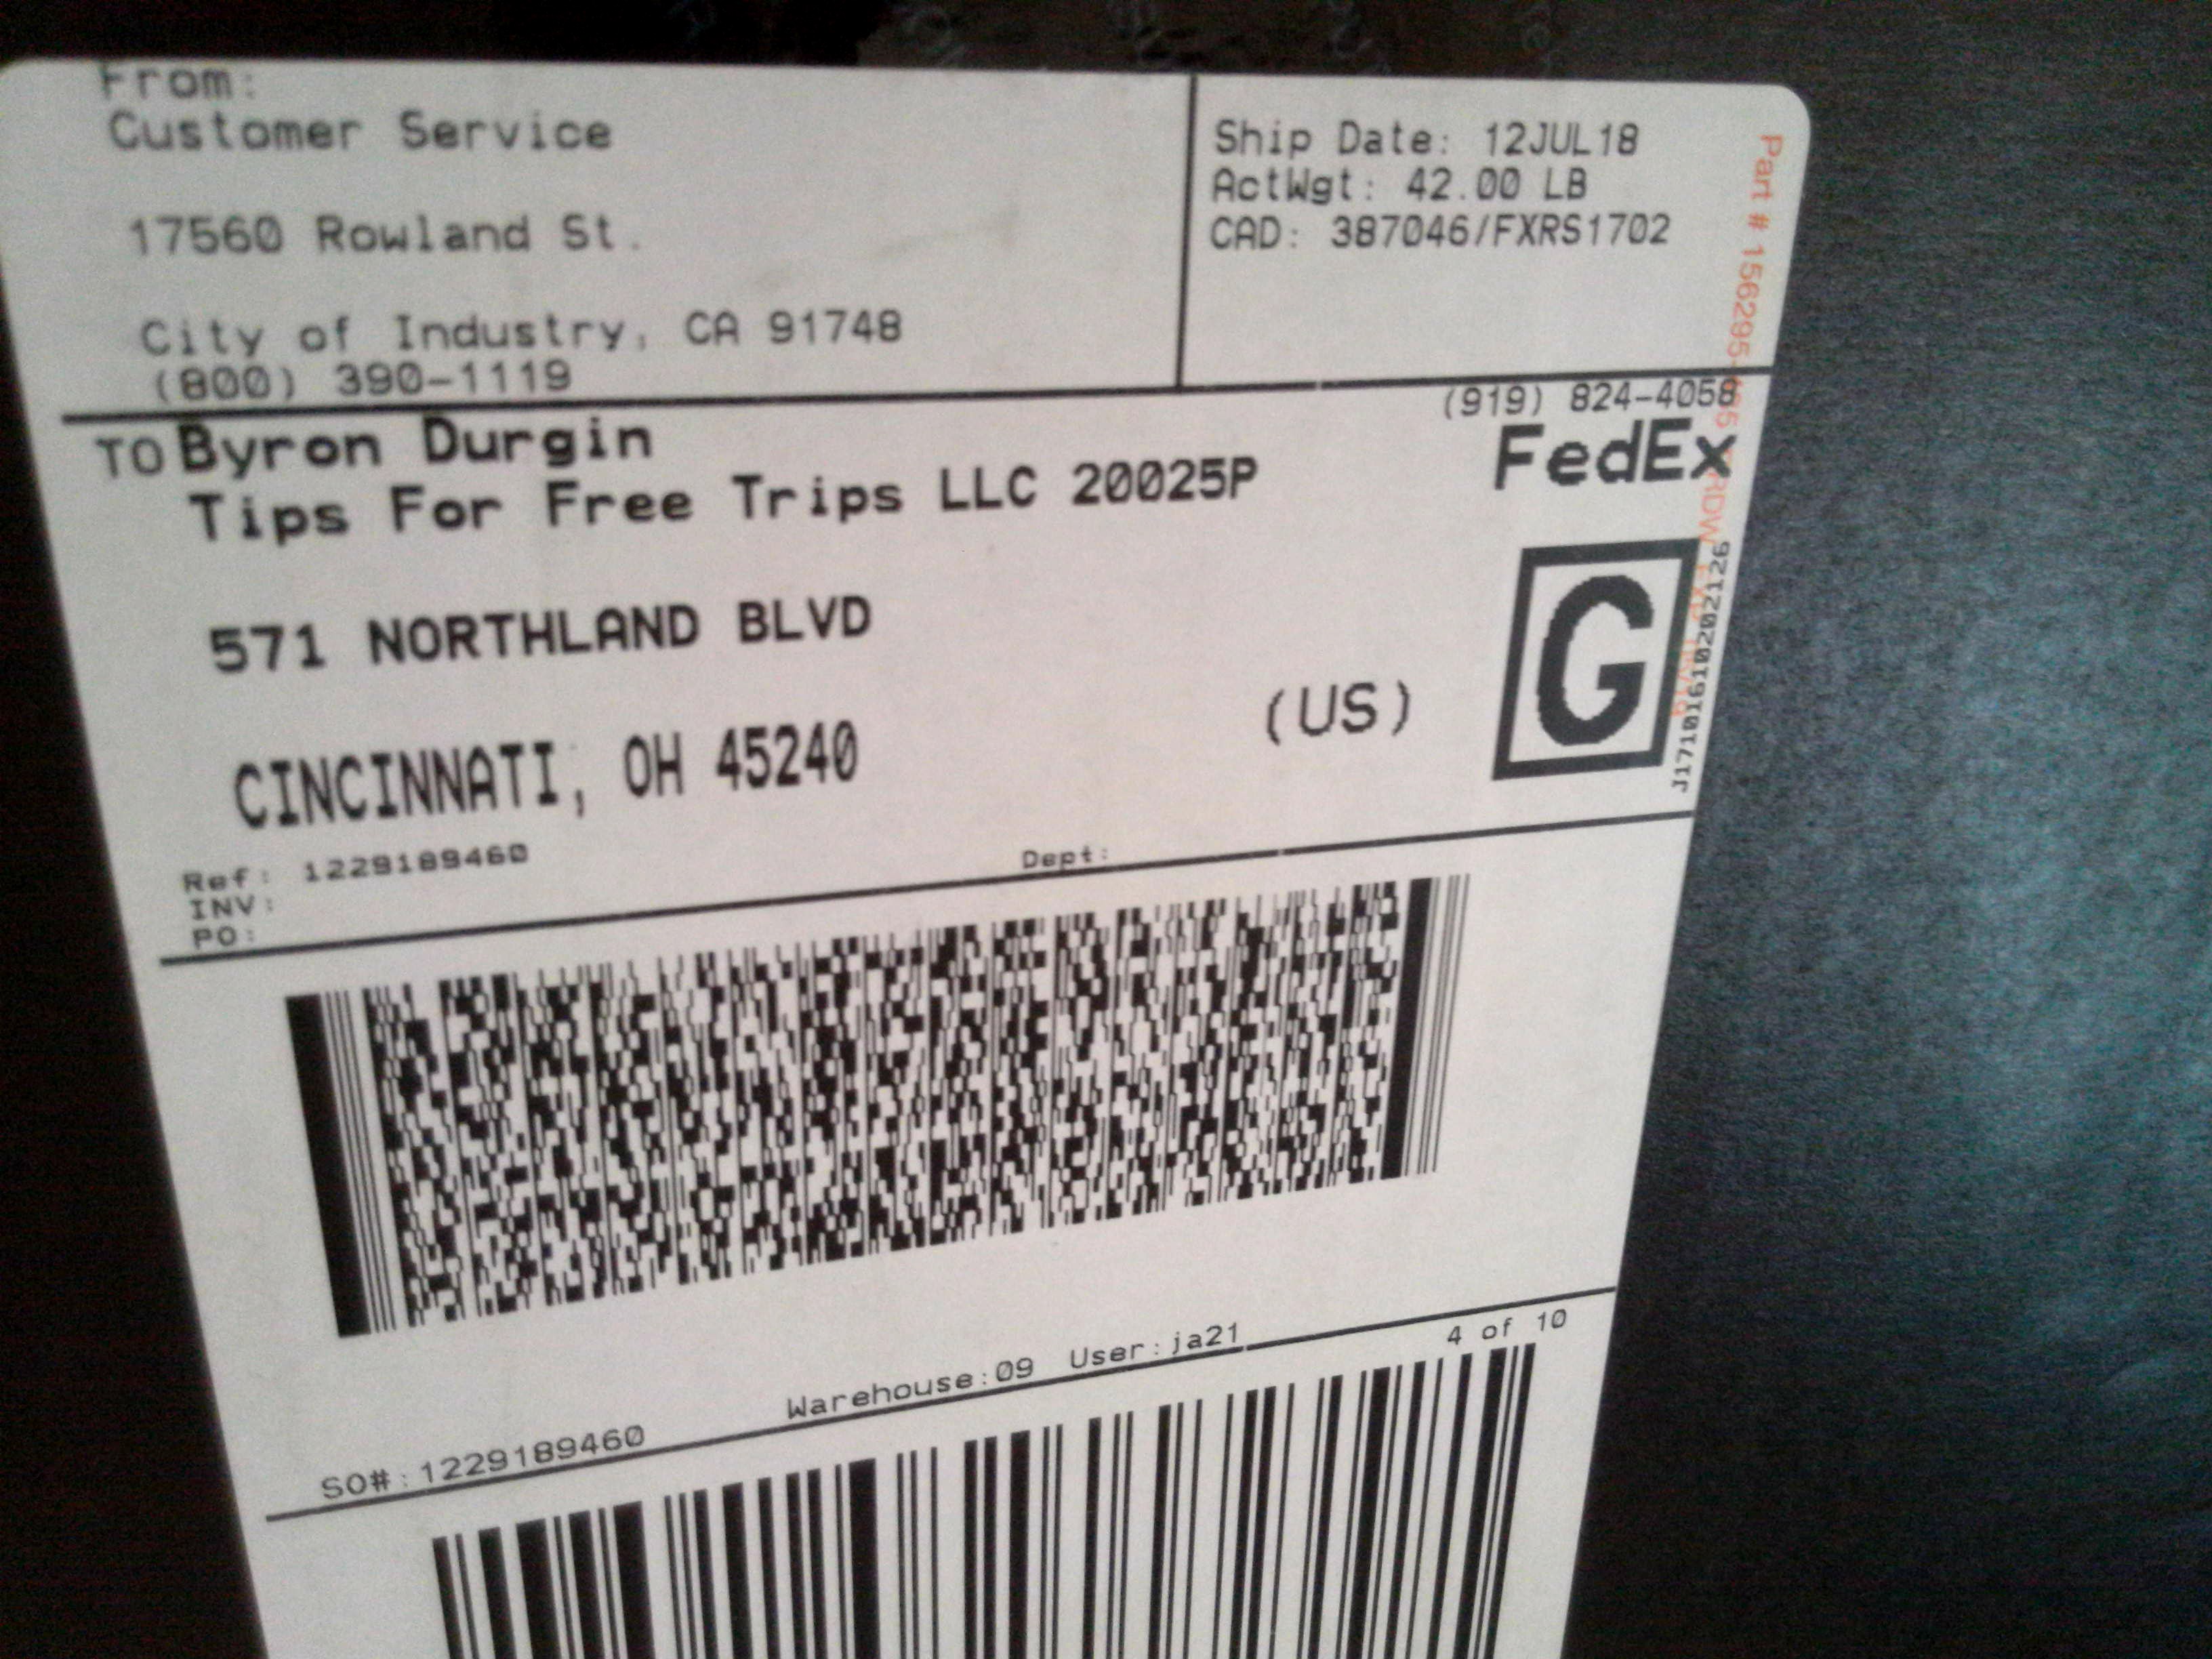 From:
Customer Service
17560 Rowland St.
City of Industry, CA 91748
(800) 390-1119
Ship Date: 12JUL18
ActWgt: 42.00 LB
CAD: 387046/FXRS1702
(919) 824-4058
TO Byron Durgin
Tips For Free Trips LLC 20025P
571 NORTHLAND BLVD
CINCINNATI, OH 45240
(US)
FedEx
G
J17101610202126
Part #
Ref: 1229189460
INV:
PO:
Dept:
SO#:1229189460 Warehouse:09 User:ja21 4 of 10